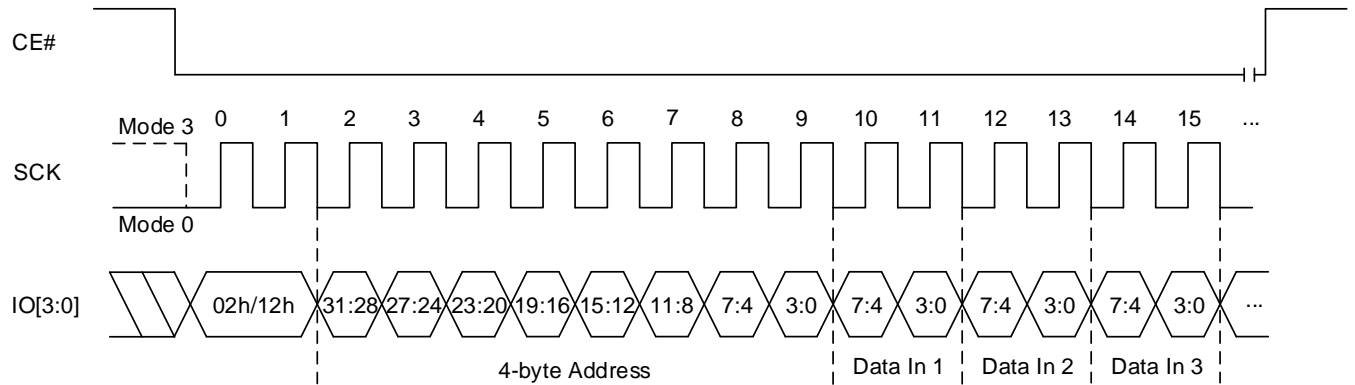 CE#
Mode 3 0 1 2 3 4 5 6 7 8 9 10 11 12 13 14 15 ...
SCK
Mode 0
IO[3:0] 02h/12h 31:28 27:24 23:20 19:16 15:12 11:8 7:4 3:0 7:4 3:0 7:4 3:0 7:4 3:0 ...
4-byte Address Data In 1 Data In 2 Data In 3